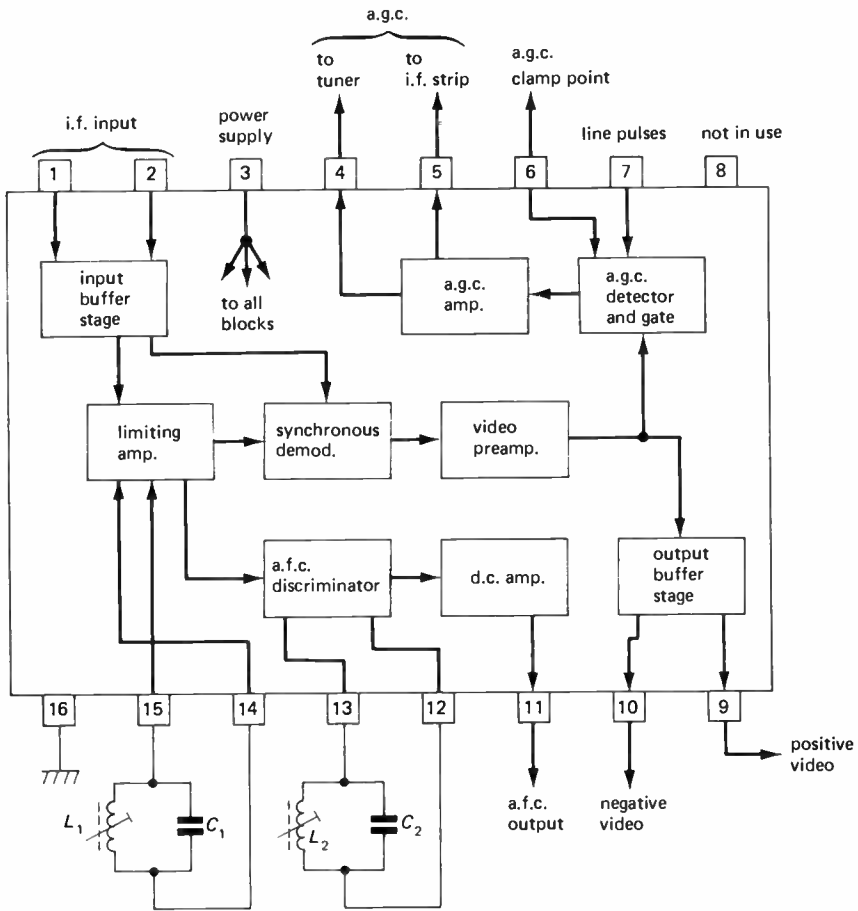 a.g.c.
to
tuner
to
i.f. strip
a.g.c.
clamp point
i.f. input
power
supply
line pulses
not in use
1
2
3
4
5
6
7
8
input
buffer
stage
to all
blocks
a.g.c.
amp.
a.g.c.
detector
and gate
limiting
amp.
synchronous
demod.
video
preamp.
a.f.c.
discriminator
d.c. amp.
output
buffer
stage
16
15
14
13
12
11
10
9
positive
video
L1
C1
L2
C2
a.f.c.
output
negative
video